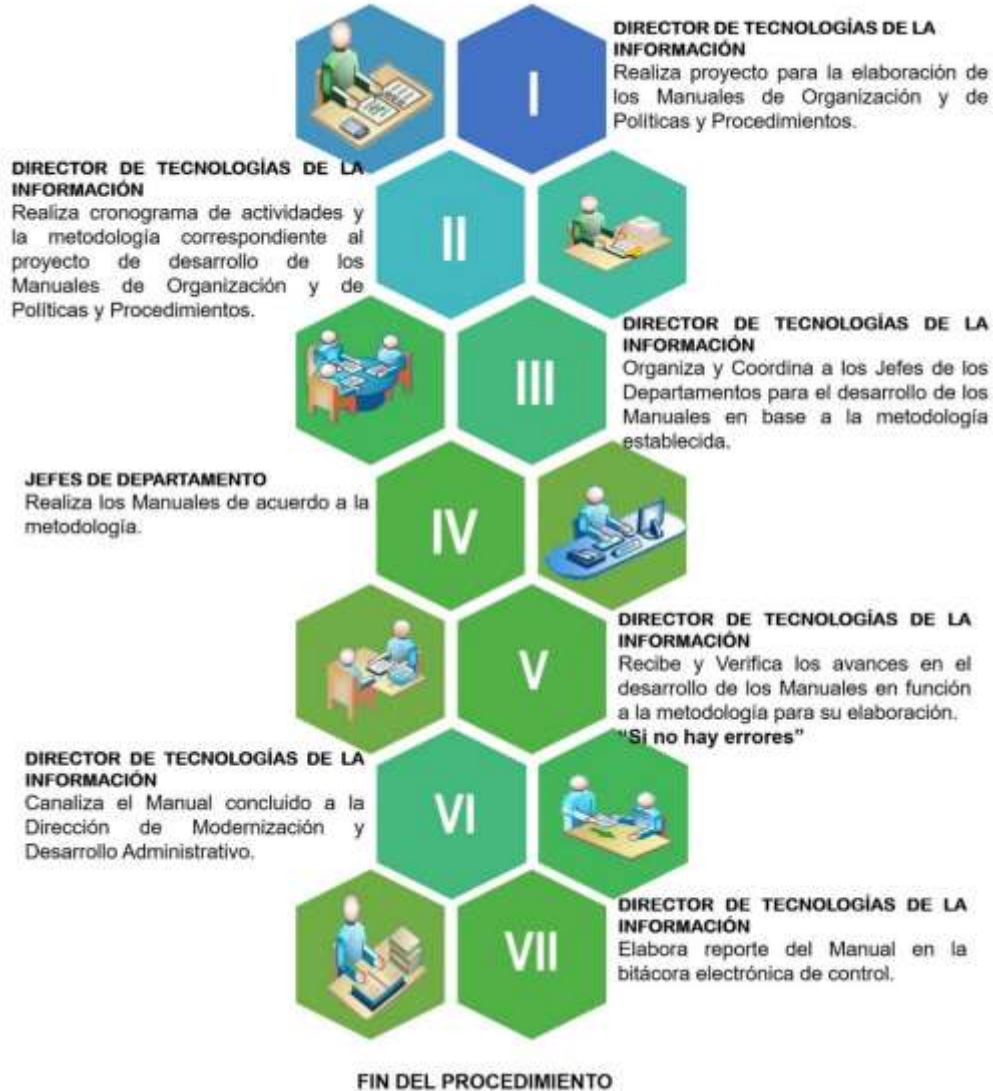 I
DIRECTOR DE TECNOLOGÍAS DE LA
INFORMACIÓN
Realiza proyecto para la elaboración de
los Manuales de Organización y de
Políticas y Procedimientos.
DIRECTOR DE TECNOLOGÍAS DE LA
INFORMACIÓN
Realiza cronograma de actividades y
la metodología correspondiente al
proyecto de desarrollo de los
Manuales de Organización y de
Políticas y Procedimientos.
II
III
DIRECTOR DE TECNOLOGÍAS DE LA
INFORMACIÓN
Organiza y Coordina a los Jefes de los
Departamentos para el desarrollo de los
Manuales en base a la metodología
establecida.
JEFES DE DEPARTAMENTO
Realiza los Manuales de acuerdo a la
metodología.
IV
V
DIRECTOR DE TECNOLOGÍAS DE LA
INFORMACIÓN
Recibe y Verifica los avances en el
desarrollo de los Manuales en función
a la metodología para su elaboración.
"Si no hay errores"
DIRECTOR DE TECNOLOGÍAS DE LA
INFORMACIÓN
Canaliza el Manual concluido a la
Dirección de Modernización y
Desarrollo Administrativo.
VI
VII
DIRECTOR DE TECNOLOGÍAS DE LA
INFORMACIÓN
Elabora reporte del Manual en la
bitácora electrónica de control.
FIN DEL PROCEDIMIENTO